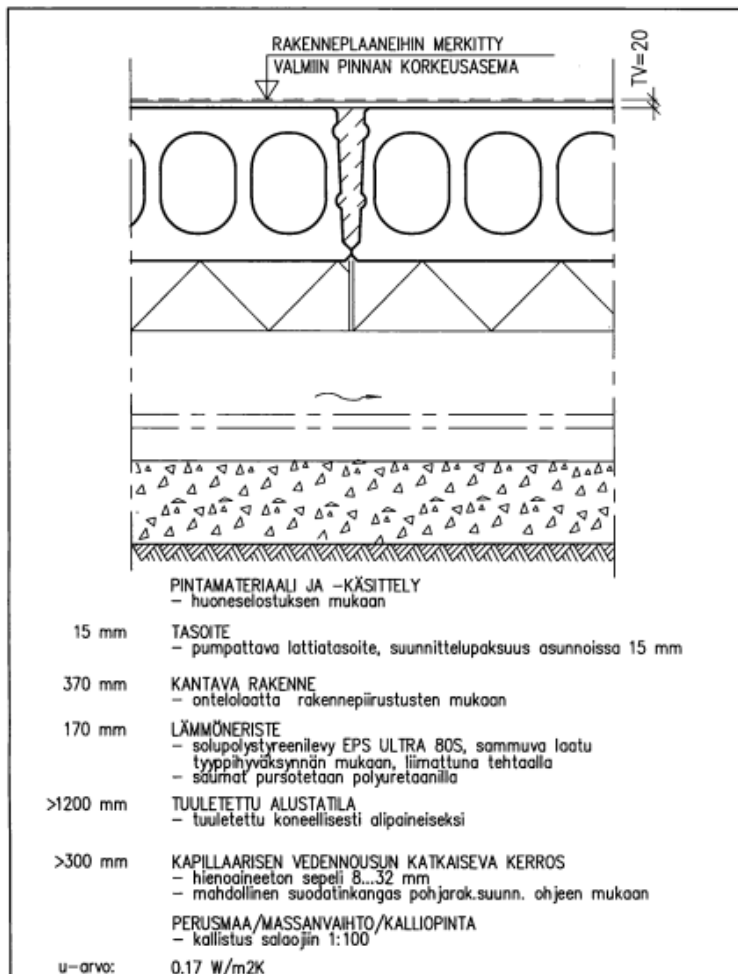 RAKENNEPLAANEIHIN MERKITTY
VALMIIN PINNAN KORKEUSASEMA
TV=20
PINTAMATERIAALI JA -KÄSITTELY
- huoneselostuksen mukaan
15 mm TASOITE
- pumpattava lattiatasoite, suunnittelupaksuus asunnoissa 15 mm
370 mm KANTAVA RAKENNE
- ontelolaatta rakennepiirustusten mukaan
170 mm LÄMMÖNERISTE
- solupolystyreenilevy EPS ULTRA 80S, sammuva laatu
tyyppihyväksynnän mukaan, liimattuna tehtaalla
- saumat pursotetaan polyuretaanilla
>1200 mm TUULETETTU ALUSTATILA
- tuuletettu koneellisesti alipaineiseksi
>300 mm KAPILLAARISEN VEDENNOUSUN KATKAISEVA KERROS
- hienoaineeton sepeli 8...32 mm
- mahdollinen suodatinkangas pohjarak.suunn. ohjeen mukaan
PERUSMAA/MASSANVAIHTO/KALLIOPINTA
- kallistus salaojiin 1:100
u-arvo: 0.17 W/m2K